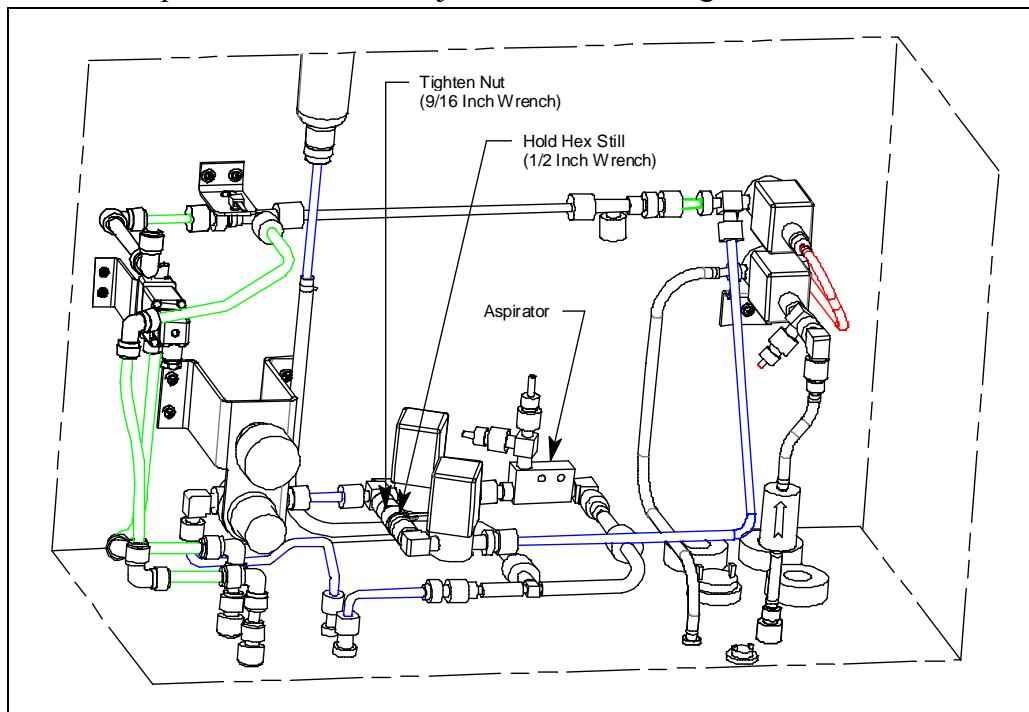 Tighten Nut
(9/16 Inch Wrench)
Hold Hex Still
(1/2 Inch Wrench)
Aspirator